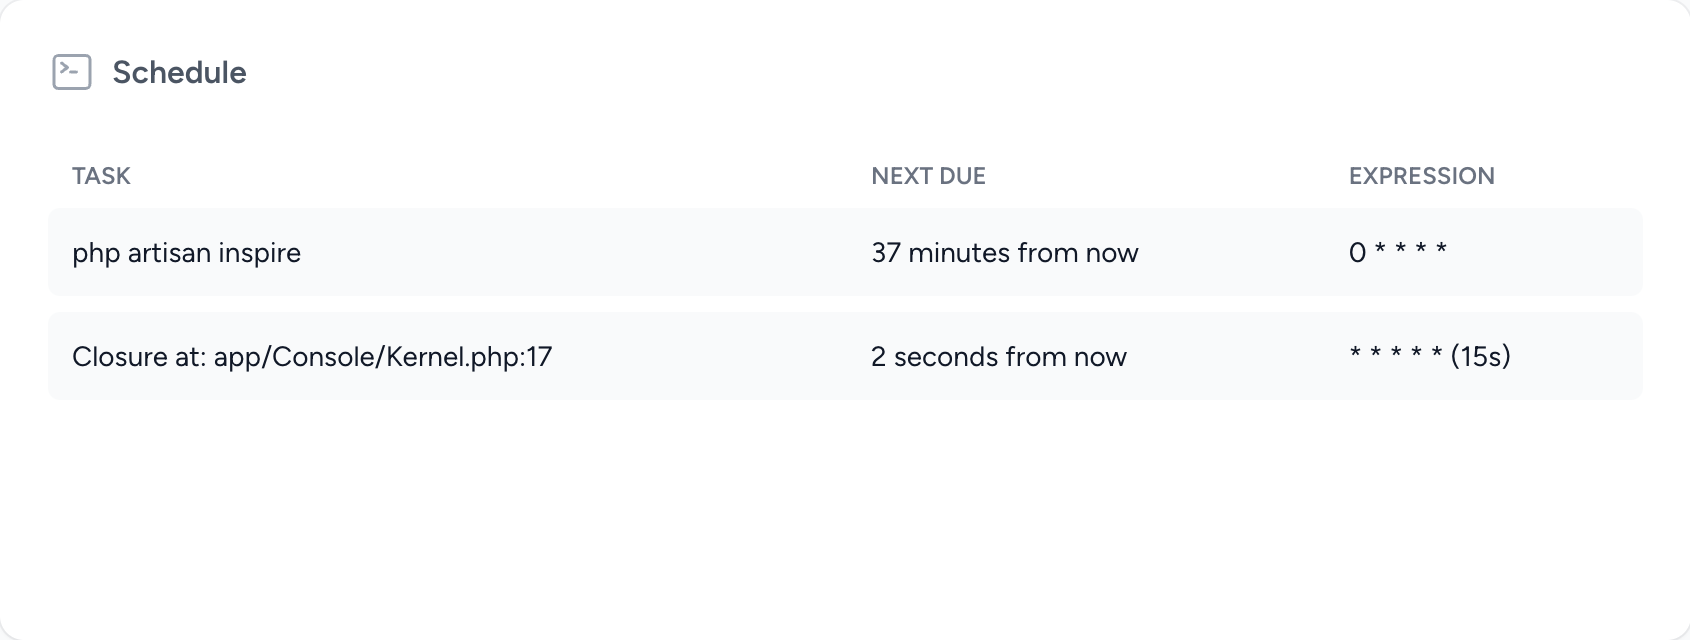 Schedule
TASK NEXT DUE EXPRESSION
php artisan inspire 37 minutes from now 0 * * * *
Closure at: app/Console/Kernel.php:17 2 seconds from now * * * * * (15s)